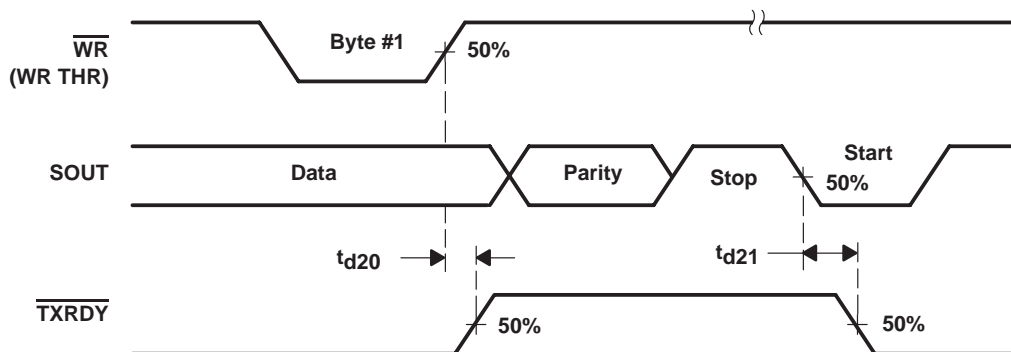 WR
(WR THR)
Byte #1
50%
SOUT
Data
Parity
Stop
Start
50%
td20
td21
TXRDY
50%
50%